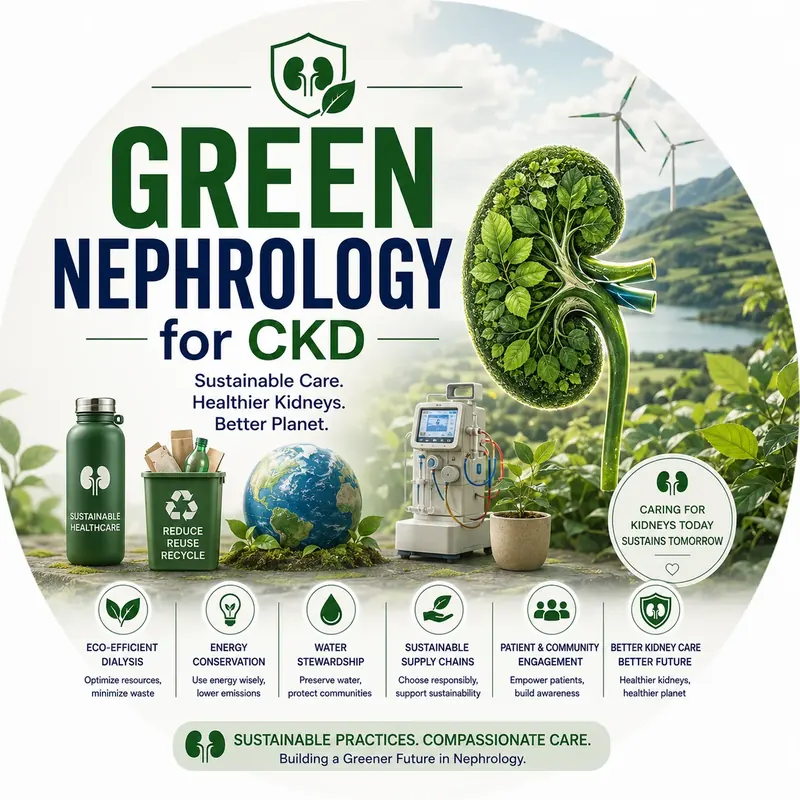 GREEN
NEPHROLOGY
for CKD
Sustainable Care.
Healthier Kidneys.
Better Planet.
SUSTAINABLE
HEALTHCARE
REDUCE
REUSE
RECYCLE
CARING FOR
KIDNEYS TODAY
SUSTAINS TOMORROW
ECO-EFFICIENT
DIALYSIS
Optimize resources,
minimize waste
ENERGY
CONSERVATION
Use energy wisely,
lower emissions
WATER
STEWARDSHIP
Preserve water,
protect communities
SUSTAINABLE
SUPPLY CHAINS
Choose responsibly,
support sustainability
PATIENT & COMMUNITY
ENGAGEMENT
Empower patients,
build awareness
BETTER KIDNEY CARE
BETTER FUTURE
Healthier kidneys,
healthier planet
SUSTAINABLE PRACTICES. COMPASSIONATE CARE.
Building a Greener Future in Nephrology.